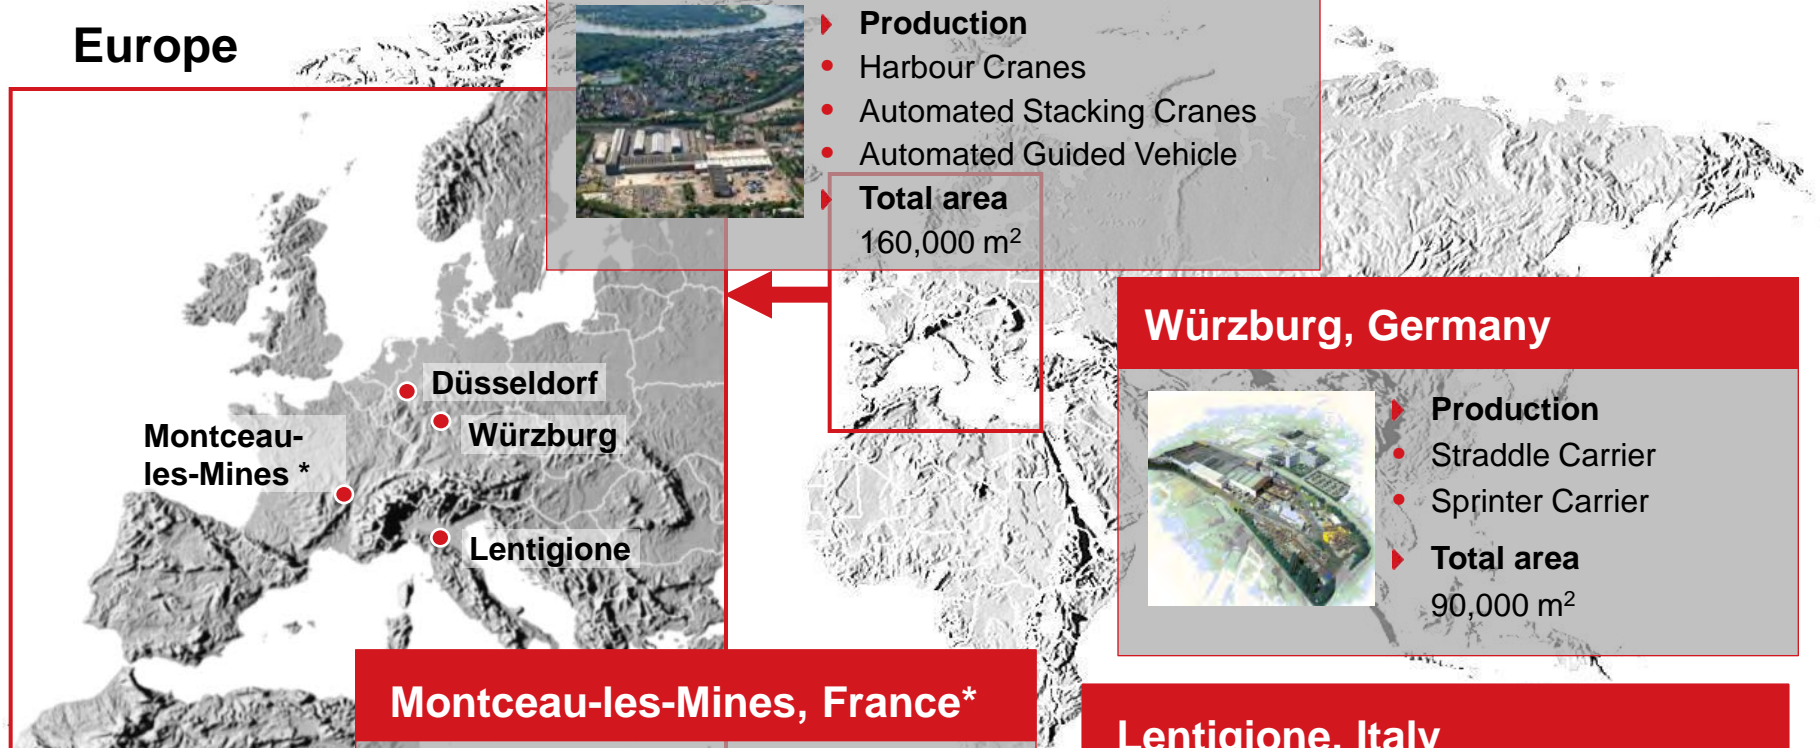 Europe
Production
Harbour Cranes
Automated Stacking Cranes
Automated Guided Vehicle
Total area
160,000 m²
Düsseldorf
Würzburg
Montceau-
les-Mines *
Lentigione
Würzburg, Germany
Production
Straddle Carrier
Sprinter Carrier
Total area
90,000 m²
Montceau-les-Mines, France*
Lentigione, Italy